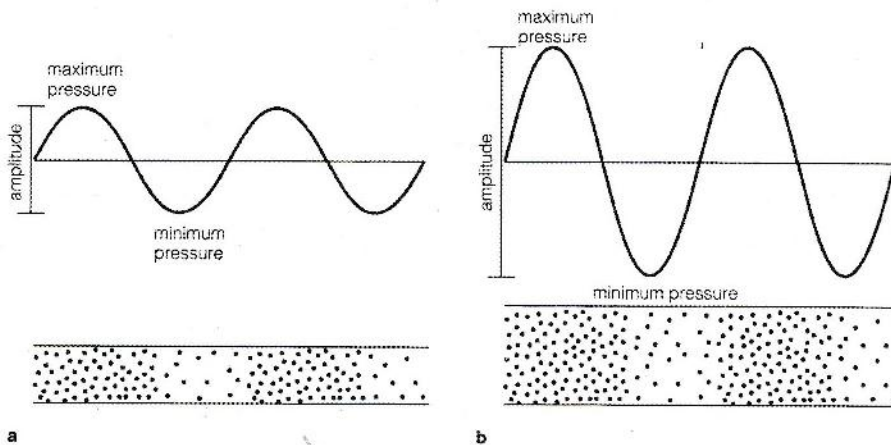 maximum
pressure
amplitude
minimum
pressure
a
maximum
pressure
amplitude
minimum pressure
b